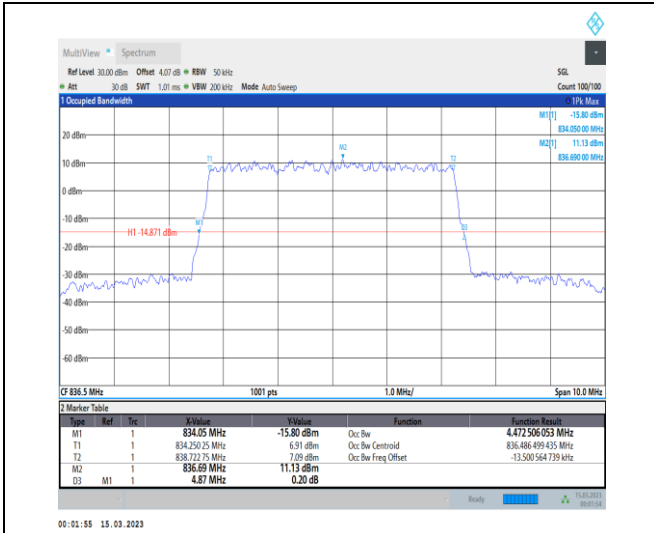 MultiView Spectrum
Ref Level 30.00 dBm Offset 4.07 dB RBW 50 kHz SGL
Att 30 dB SWT 1.01 ms VBW 200 kHz Mode Auto Sweep Count 100/100
1 Occupied Bandwidth 1Pk Max
M1[1] -15.80 dBm
834.050 00 MHz
20 dBm M2[1] 11.13 dBm
M2 836.690 00 MHz
10 dBm T1 T2
0 dBm
-10 dBm
M1 D3
H1 -14.871 dBm
-30 dBm
-40 dBm
-50 dBm
-60 dBm
CF 836.5 MHz 1001 pts 1.0 MHz/ Span 10.0 MHz
2 Marker Table
Type Ref Trc X-Value Y-Value Function Function Result
M1 1 834.05 MHz -15.80 dBm Occ Bw 4.472 506 053 MHz
T1 1 834.250 25 MHz 6.91 dBm Occ Bw Centroid 836.486 499 435 MHz
T2 1 838.722 75 MHz 7.09 dBm Occ Bw Freq Offset -13.500 564 739 kHz
M2 1 836.69 MHz 11.13 dBm
D3 M1 1 4.87 MHz 0.20 dB
Ready 15.03.2023
00:01:54
00:01:55 15.03.2023